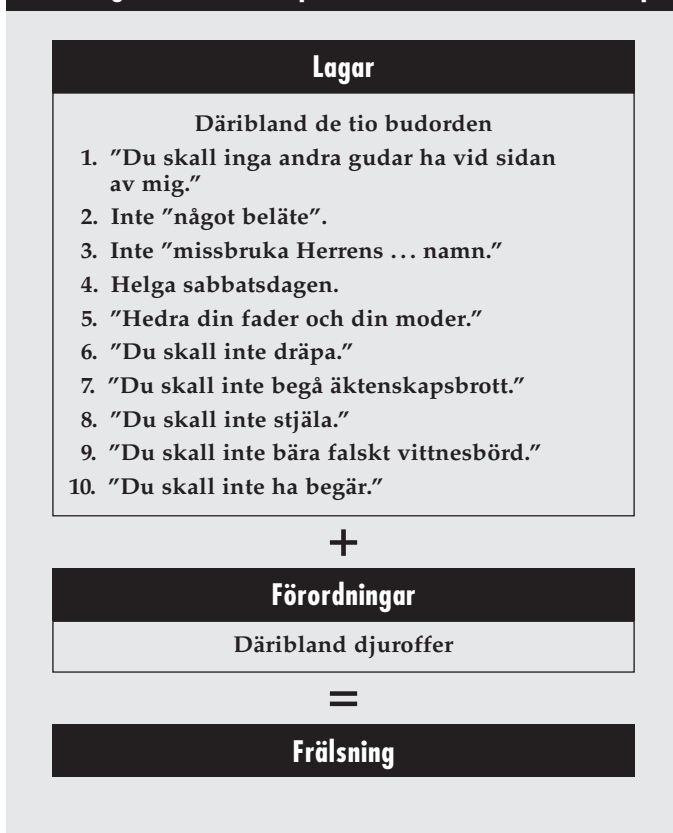 Lagar
Däribland de tio budorden
1. ”Du skall inga andra gudar ha vid sidan
av mig.”
2. Inte ”något beläte”.
3. Inte ”missbruka Herrens ... namn.”
4. Helga sabbatsdagen.
5. ”Hedra din fader och din moder.”
6. ”Du skall inte dräpa.”
7. ”Du skall inte begå äktenskapsbrott.”
8. ”Du skall inte stjäla.”
9. ”Du skall inte bära falskt vittnesbörd.”
10. ”Du skall inte ha begär.”
+
Förordningar
Däribland djuroffer
=
Frälsning